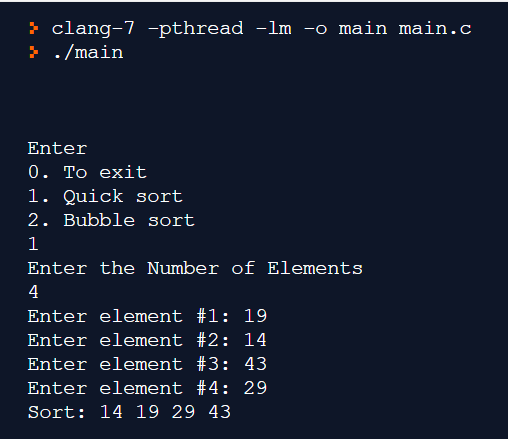 clang-7 -pthread -lm -o main main.c
./main
Enter
0. To exit
1. Quick sort
2. Bubble sort
1
Enter the Number of Elements
4
Enter element #1: 19
Enter element #2: 14
Enter element #3: 43
Enter element #4: 29
Sort: 14 19 29 43